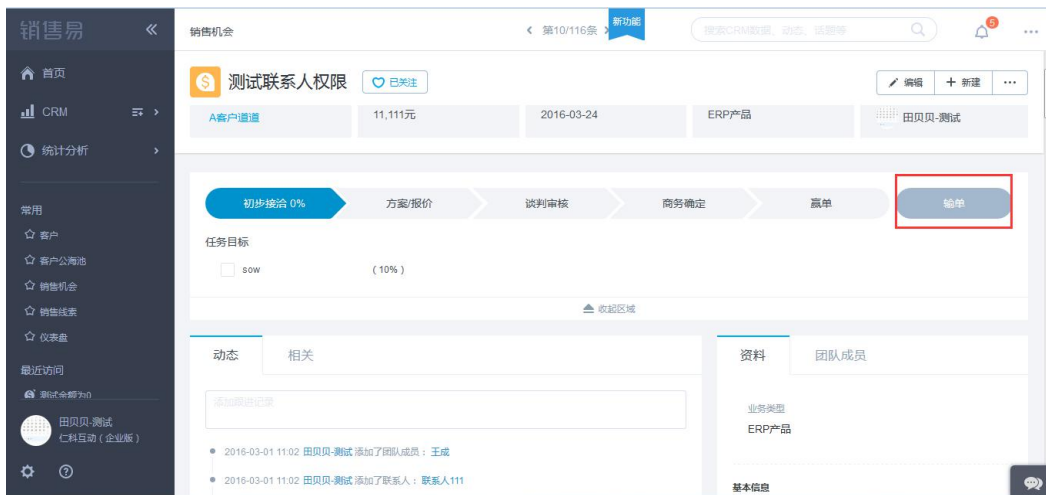 销售易
销售机会
第10/116条
新功能
搜索CRM数据、动态、话题等
5
首页
测试联系人权限
已关注
编辑
新建
CRM
A客户道道
11,111元
2016-03-24
ERP产品
田贝贝-测试
统计分析
初步接洽 0%
方案/报价
谈判审核
商务确定
赢单
输单
常用
客户
客户公海池
销售机会
销售线索
仪表盘
任务目标
sow
( 10% )
收起区域
最近访问
测试金额为0
田贝贝-测试
仁科互动 ( 企业版 )
动态
相关
添加跟进记录
2016-03-01 11:02 田贝贝-测试 添加了团队成员: 王成
2016-03-01 11:02 田贝贝-测试 添加了联系人: 联系人111
资料
团队成员
业务类型
ERP产品
基本信息